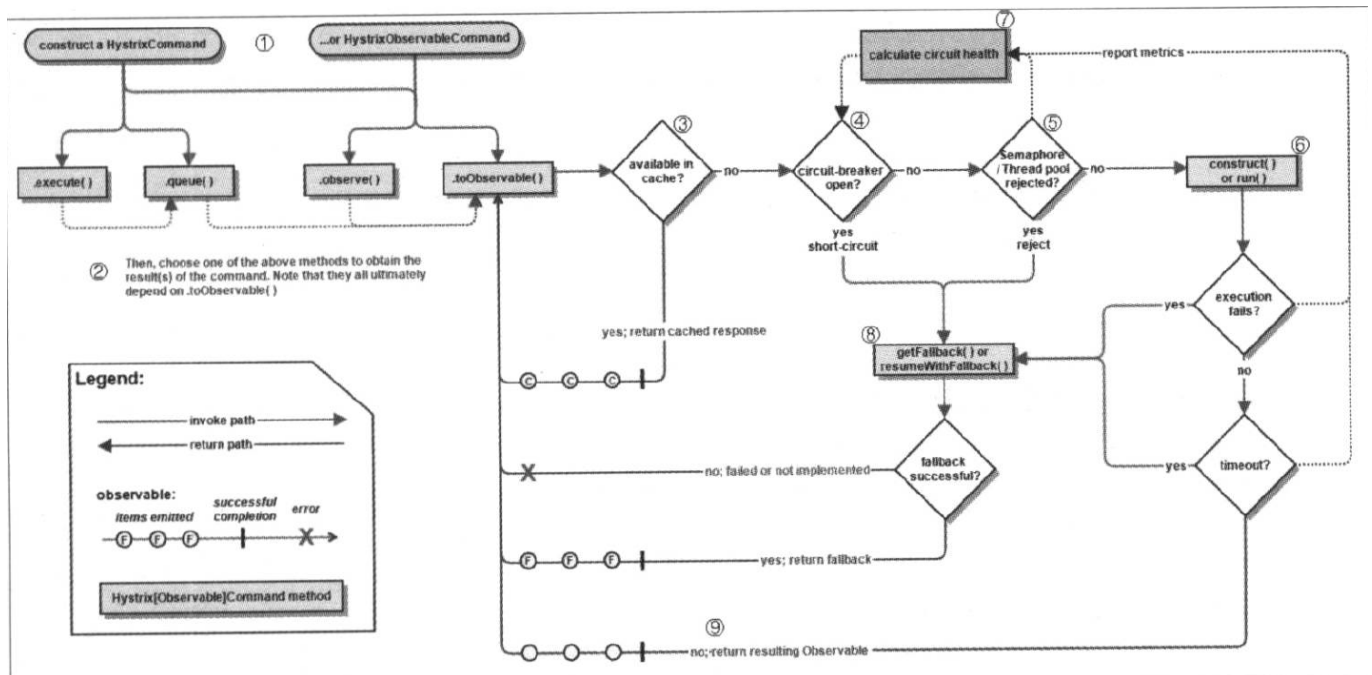 construct a HystrixCommand
①
...or HystrixObservableCommand
⑦
calculate circuit health
report metrics
③
④
⑤
⑥
.execute( )
.queue( )
.observe( )
.toObservable( )
available in
cache?
no
circuit-breaker
open?
no
Semaphore
/ Thread pool
rejected?
no
construct( )
or run( )
yes
short-circuit
yes
reject
②
Then, choose one of the above methods to obtain the
result(s) of the command. Note that they all ultimately
depend on .toObservable( )
yes
execution
fails?
yes; return cached response
⑧
getFallback( ) or
resumeWithFallback( )
no
C C C
Legend:
invoke path
return path
no; failed or not implemented
fallback
successful?
yes
timeout?
observable:
items emitted
successful
completion
error
F F F
F F F
yes; return fallback
Hystrix[Observable]Command method
⑨
no; return resulting Observable